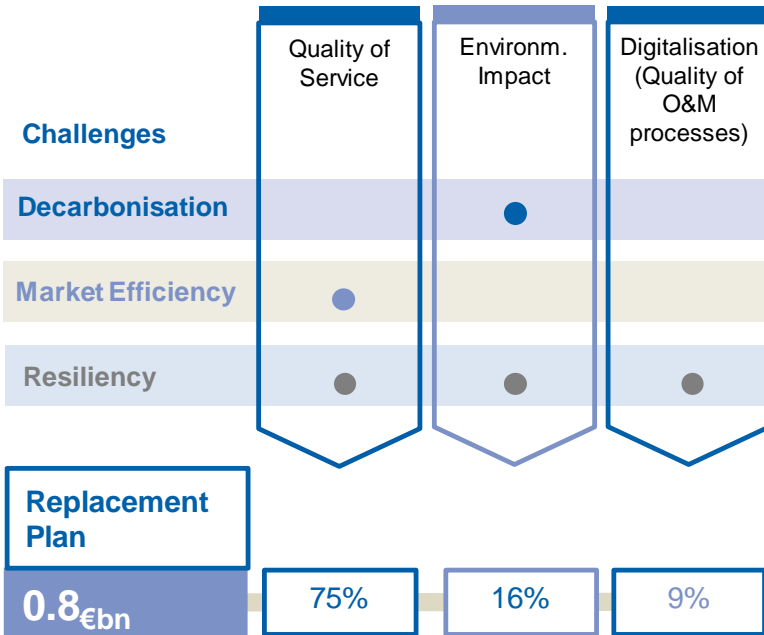 Quality of
Service
Environm.
Impact
Digitalisation
(Quality of
O&M
processes)
Challenges
Decarbonisation
Market Efficiency
Resiliency
Replacement
Plan
0.8€bn
75%
16%
9%